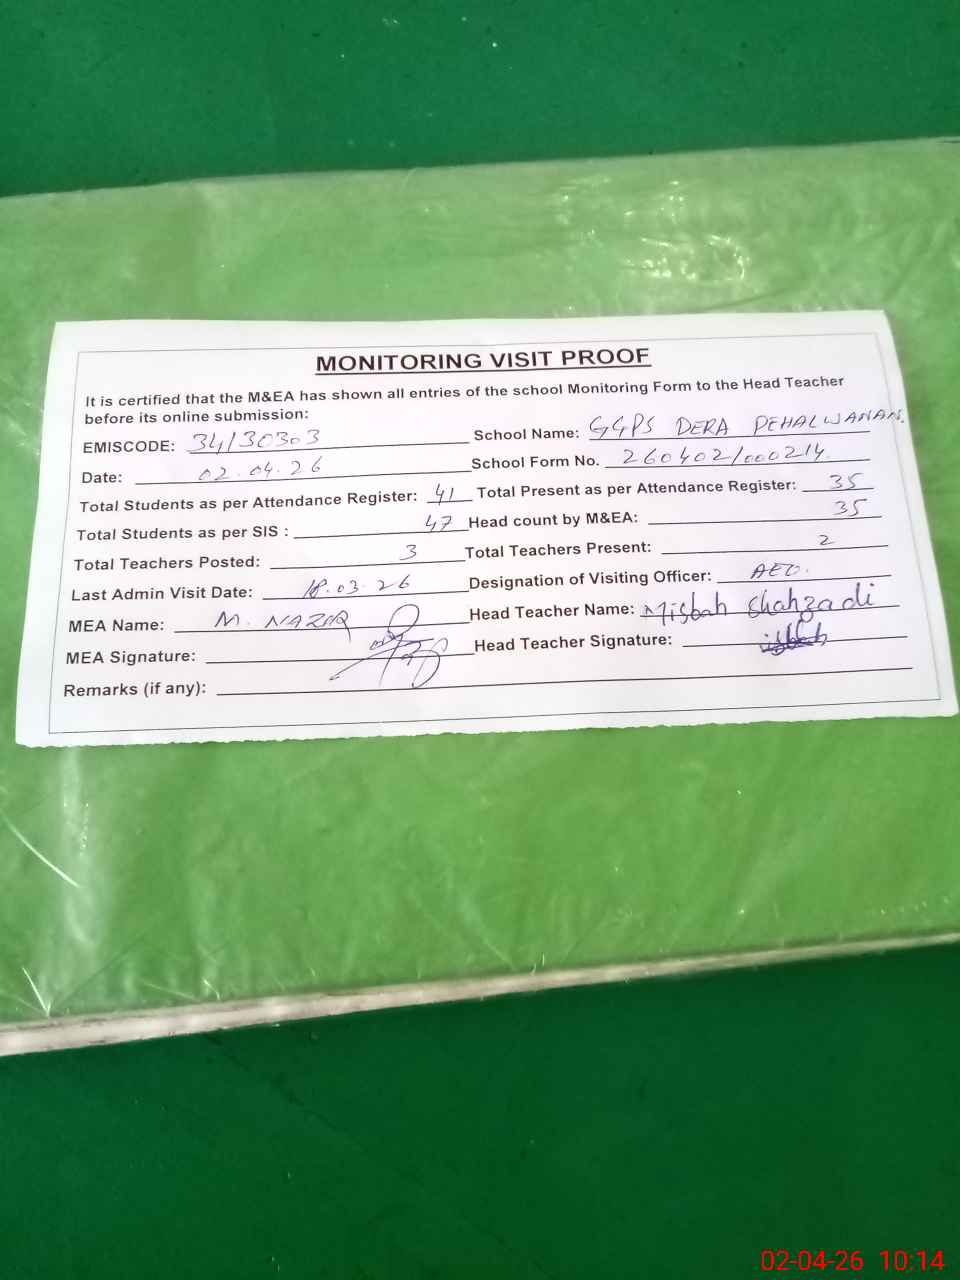 MONITORING VISIT PROOF
It is certified that the M&EA has shown all entries of the school Monitoring Form to the Head Teacher
before its online submission:
EMISCODE: 34130303 School Name: GGPS DERA PEHALWANAN.
Date: 02.04.26 School Form No. 260402/000214.
Total Students as per Attendance Register: 41 Total Present as per Attendance Register: 35
Total Students as per SIS : 47 Head count by M&EA: 35
Total Teachers Posted: 3 Total Teachers Present: 2
Last Admin Visit Date: 18.03.26 Designation of Visiting Officer: AEO.
MEA Name: M. NAZIR Head Teacher Name: Misbah Shahzadi
MEA Signature: Head Teacher Signature:
Remarks (if any):
02-04-26 10:14